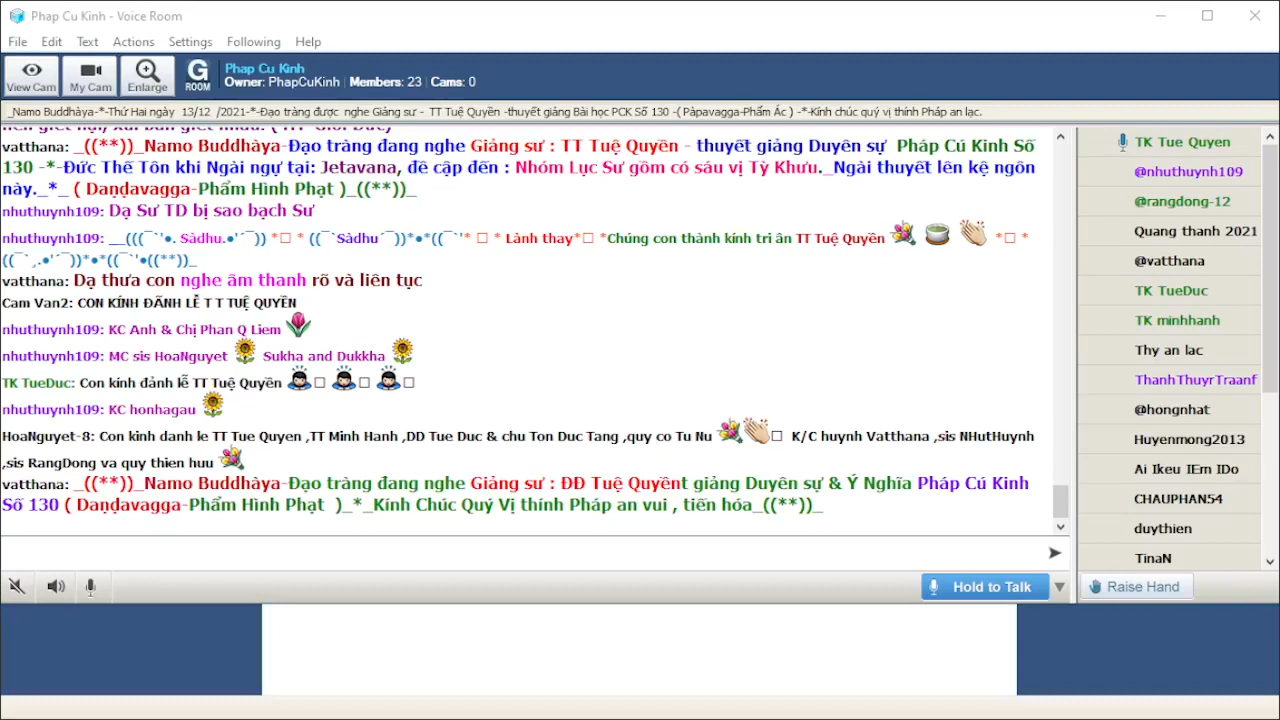 Phap Cu Kinh - Voice Room
File Edit Text Actions Settings Following Help
View Cam My Cam Enlarge G ROOM
Phap Cu Kinh
Owner: PhapCuKinh | Members: 23 | Cams: 0
_Namo Buddhàya-*-Thứ Hai ngày 13/12 /2021-*-Đạo tràng được nghe Giảng sư - TT Tuệ Quyền -thuyết giảng Bài học PCK Số 130 -( Pàpavagga-Phẩm Ác ) -*-Kính chúc quý vị thính Pháp an lạc.
vatthana: _((**))_Namo Buddhàya-Đạo tràng đang nghe Giảng sư : TT Tuệ Quyền - thuyết giảng Duyên sự Pháp Cú Kinh Số
130 -*-Đức Thế Tôn khi Ngài ngự tại: Jetavana, đề cập đến : Nhóm Lục Sư gồm có sáu vị Tỳ Khưu._Ngài thuyết lên kệ ngôn
này._*_ ( Daṇḍavagga-Phẩm Hình Phạt )_((**))_
nhuthuynh109: Dạ Sư TD bị sao bạch Sư
nhuthuynh109: __(((¯`'•. Sàdhu.•'´¯)) *□ * ((¯`Sàdhu´¯))*•*((¯`'* □ * Lành thay*□ *Chúng con thành kính tri ân TT Tuệ Quyền *□ *
((¯`¸.•'´¯))*•*((¯`'•((**))_
vatthana: Dạ thưa con nghe âm thanh rõ và liên tục
Cam Van2: CON KÍNH ĐÃNH LỄ T T TUỆ QUYỀN
nhuthuynh109: KC Anh & Chị Phan Q Liem
nhuthuynh109: MC sis HoaNguyet Sukha and Dukkha
TK TueDuc: Con kính đảnh lễ TT Tuệ Quyền □ □ □
nhuthuynh109: KC honhagau
HoaNguyet-8: Con kinh danh le TT Tue Quyen ,TT Minh Hanh ,DD Tue Duc & chu Ton Duc Tang ,quy co Tu Nu □ K/C huynh Vatthana ,sis NHutHuynh
,sis RangDong va quy thien huu
vatthana: _((**))_Namo Buddhàya-Đạo tràng đang nghe Giảng sư : ĐĐ Tuệ Quyềnt giảng Duyên sự & Ý Nghĩa Pháp Cú Kinh
Số 130 ( Daṇḍavagga-Phẩm Hình Phạt )_*_Kính Chúc Quý Vị thính Pháp an vui , tiến hóa_((**))_
Hold to Talk
TK Tue Quyen
@nhuthuynh109
@rangdong-12
Quang thanh 2021
@vatthana
TK TueDuc
TK minhhanh
Thy an lac
ThanhThuyrTraanf
@hongnhat
Huyenmong2013
Ai Ikeu IEm IDo
CHAUPHAN54
duythien
TinaN
Raise Hand